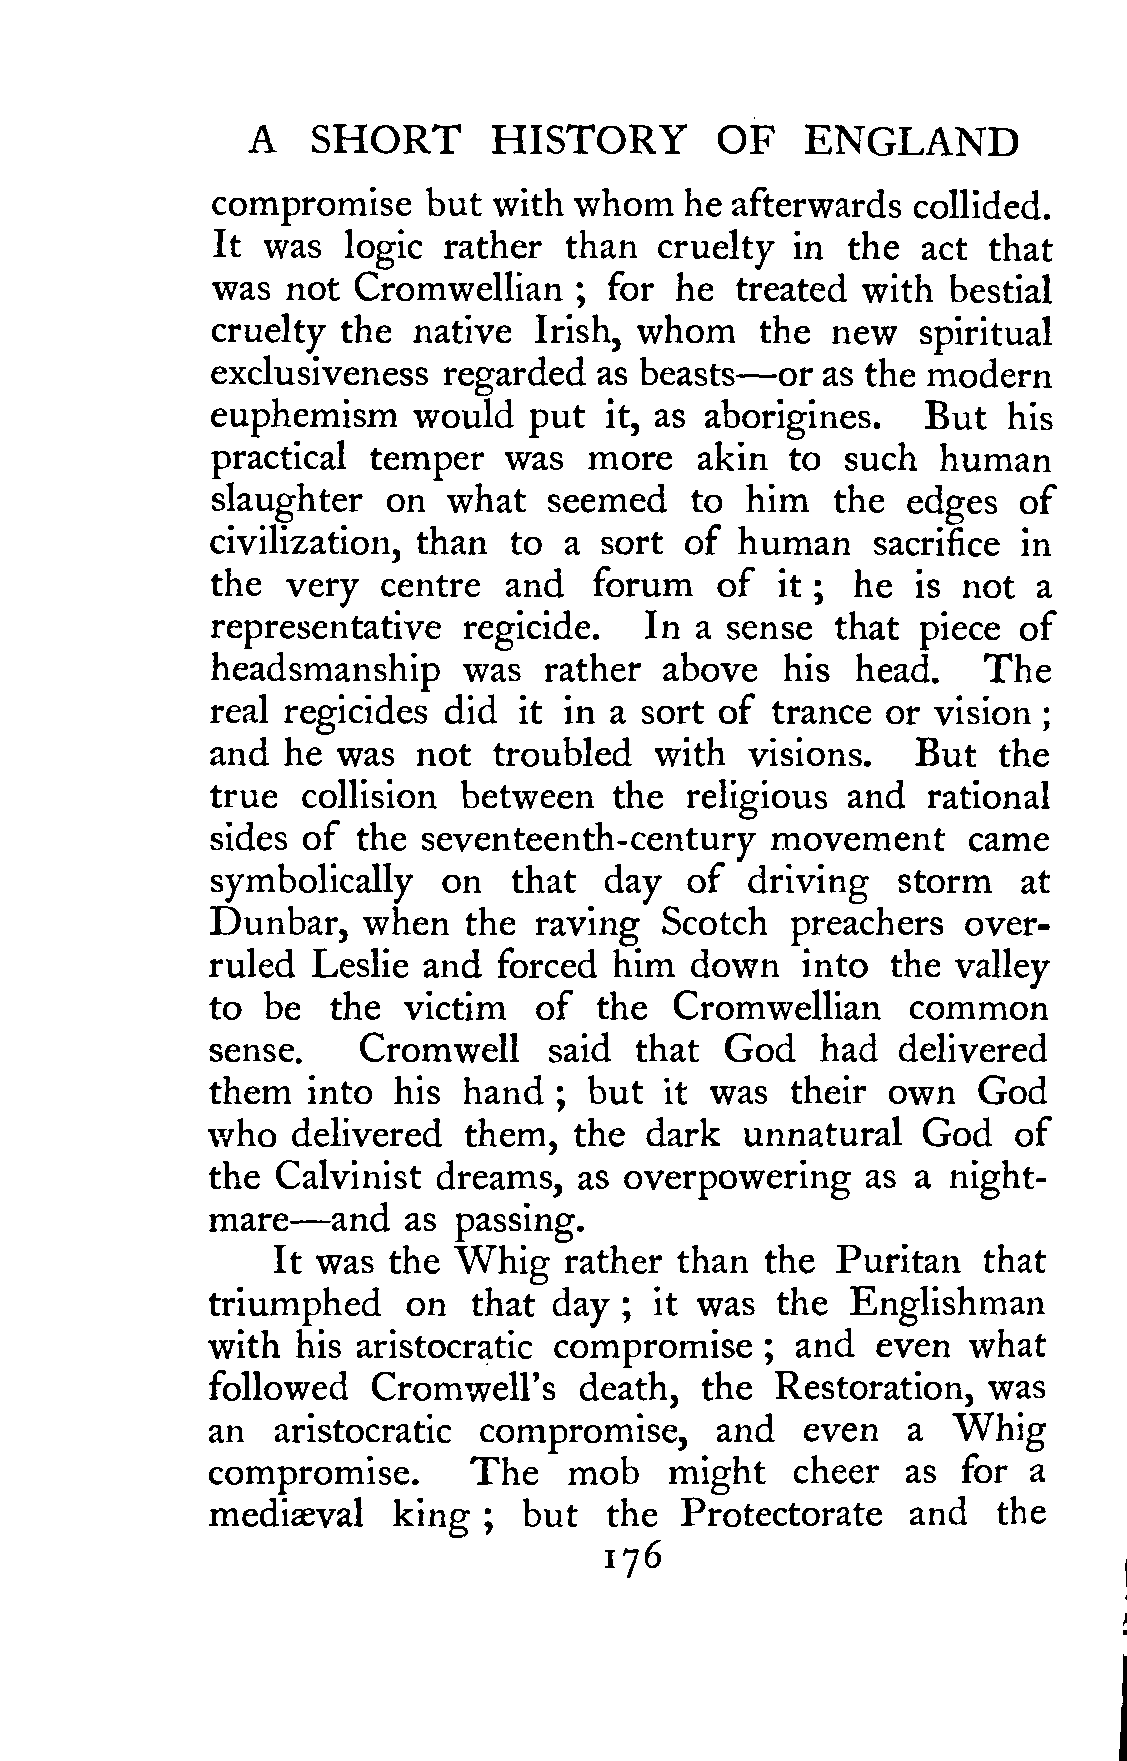 A SHORT HISTORY OF ENGLAND
compromise but with whom he afterwards collided.
It was logic rather than cruelty in the act that
was not Cromwellian ; for he treated with bestial
cruelty the native Irish, whom the new spiritual
exclusiveness regarded as beasts—or as the modern
euphemism would put it, as aborigines. But his
practical temper was more akin to such human
slaughter on what seemed to him the edges of
civilization, than to a sort of human sacrifice in
the very centre and forum of it ; he is not a
representative regicide. In a sense that piece of
headsmanship was rather above his head. The
real regicides did it in a sort of trance or vision ;
and he was not troubled with visions. But the
true collision between the religious and rational
sides of the seventeenth-century movement came
symbolically on that day of driving storm at
Dunbar, when the raving Scotch preachers over-
ruled Leslie and forced him down into the valley
to be the victim of the Cromwellian common
sense. Cromwell said that God had delivered
them into his hand ; but it was their own God
who delivered them, the dark unnatural God of
the Calvinist dreams, as overpowering as a night-
mare—and as passing.
It was the Whig rather than the Puritan that
triumphed on that day ; it was the Englishman
with his aristocratic compromise ; and even what
followed Cromwell's death, the Restoration, was
an aristocratic compromise, and even a Whig
compromise. The mob might cheer as for a
mediæval king ; but the Protectorate and the
176